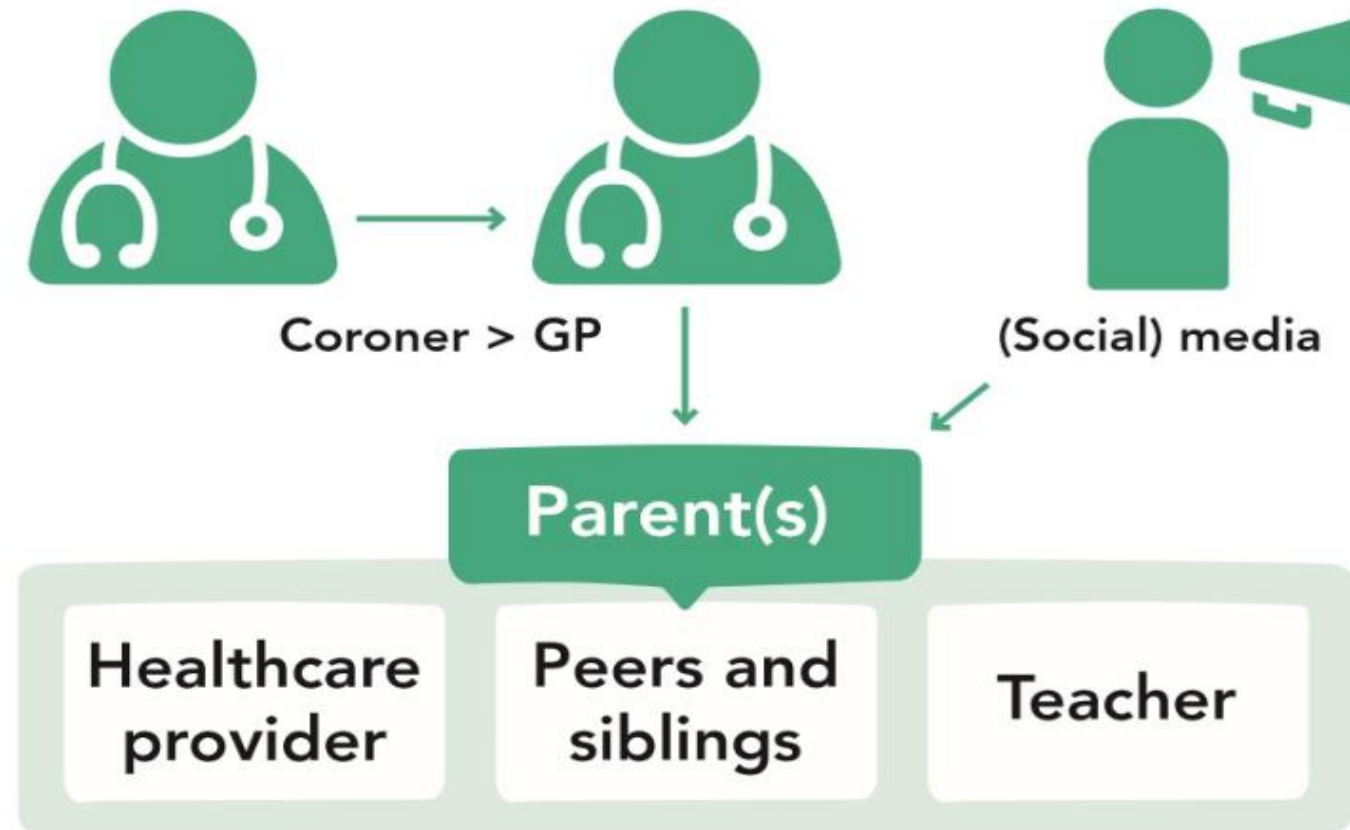 Coroner > GP
(Social) media
Parent(s)
Healthcare
provider
Peers and
siblings
Teacher